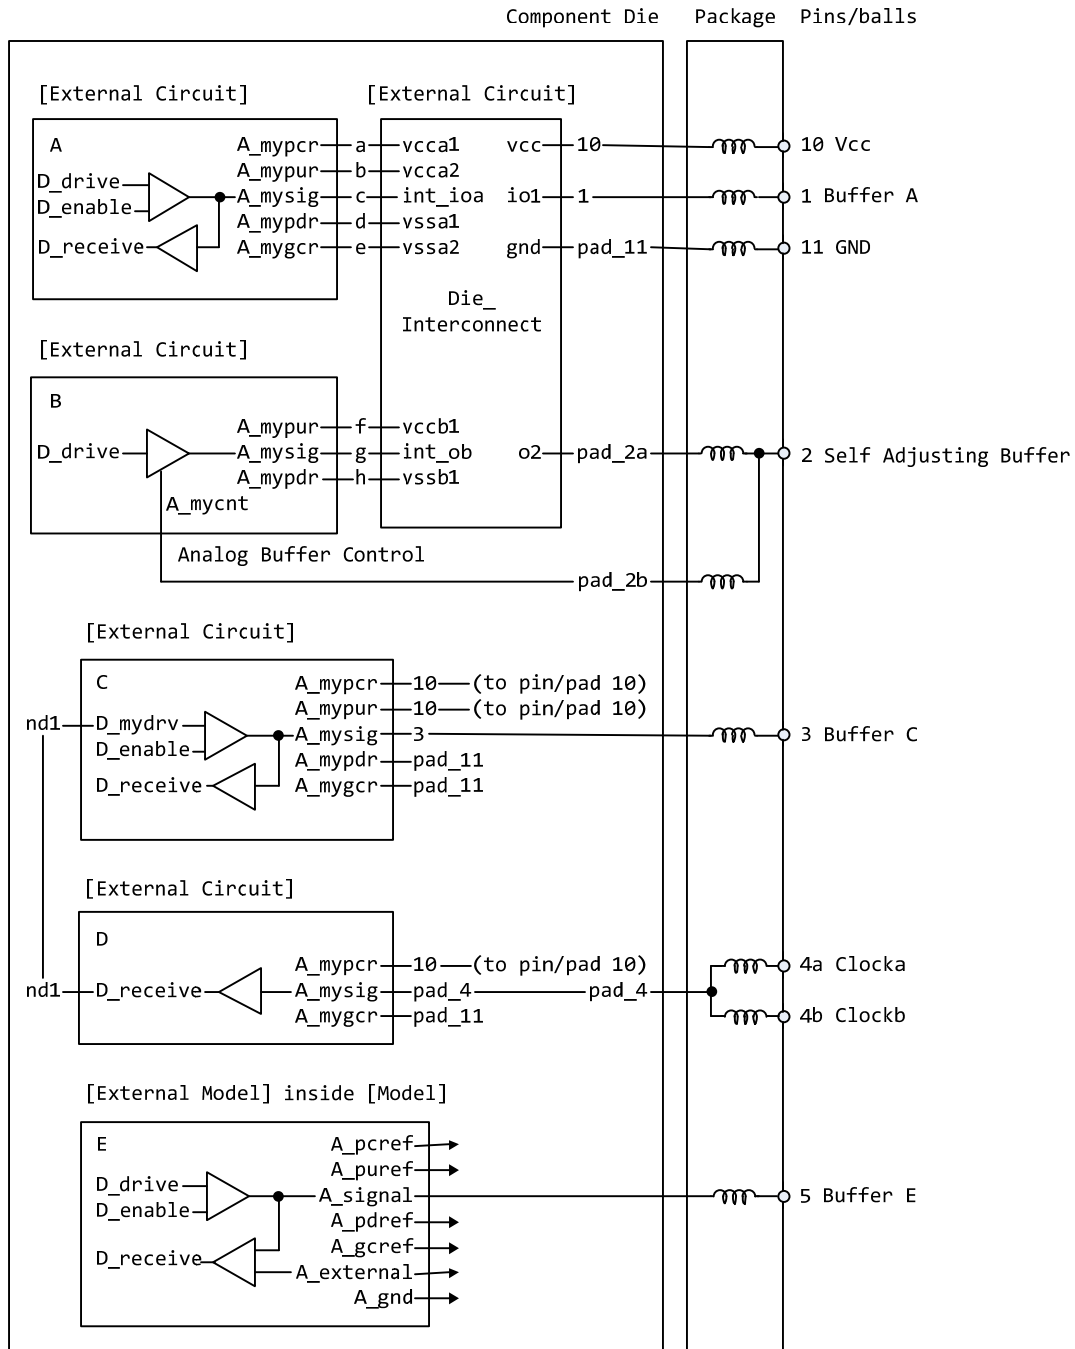 Component Die Package Pins/balls
[External Circuit] [External Circuit]
A A_mypcr a vcca1 vcc 10 10 Vcc
A_mypur b vcca2
D_drive
D_enable A_mysig c int_ioa io1 1 1 Buffer A
A_mypdr d vssa1
D_receive A_mygcr e vssa2 gnd pad_11 11 GND
Die_
Interconnect
[External Circuit]
B
A_mypur f vccb1
D_drive A_mysig g int_ob o2 pad_2a 2 Self Adjusting Buffer
A_mypdr h vssb1
A_mycnt
Analog Buffer Control
pad_2b
[External Circuit]
C A_mypcr 10 (to pin/pad 10)
A_mypur 10 (to pin/pad 10)
nd1 D_mydrv
A_mysig 3 3 Buffer C
D_enable
A_mypdr pad_11
D_receive A_mygcr pad_11
[External Circuit]
D
A_mypcr 10 (to pin/pad 10) 4a Clocka
nd1 D_receive A_mysig pad_4 pad_4
A_mygcr pad_11 4b Clockb
[External Model] inside [Model]
E A_pcref
A_puref
D_drive
A_signal 5 Buffer E
D_enable
A_pdref
A_gcref
D_receive
A_external
A_gnd